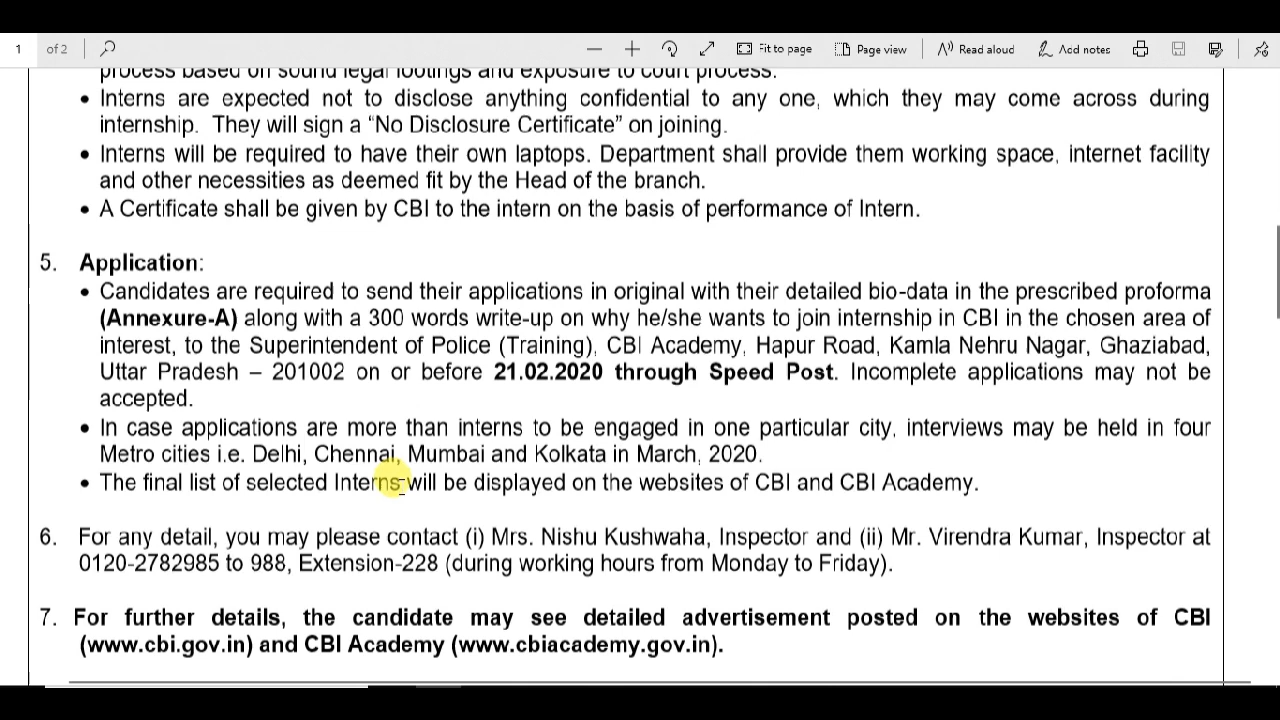 1 of 2 Fit to page Page view Read aloud Add notes
process based on sound legal footings and exposure to court process.
• Interns are expected not to disclose anything confidential to any one, which they may come across during
internship. They will sign a “No Disclosure Certificate” on joining.
• Interns will be required to have their own laptops. Department shall provide them working space, internet facility
and other necessities as deemed fit by the Head of the branch.
• A Certificate shall be given by CBI to the intern on the basis of performance of Intern.
5. Application:
• Candidates are required to send their applications in original with their detailed bio-data in the prescribed proforma
(Annexure-A) along with a 300 words write-up on why he/she wants to join internship in CBI in the chosen area of
interest, to the Superintendent of Police (Training), CBI Academy, Hapur Road, Kamla Nehru Nagar, Ghaziabad,
Uttar Pradesh – 201002 on or before 21.02.2020 through Speed Post. Incomplete applications may not be
accepted.
• In case applications are more than interns to be engaged in one particular city, interviews may be held in four
Metro cities i.e. Delhi, Chennai, Mumbai and Kolkata in March, 2020.
• The final list of selected Interns will be displayed on the websites of CBI and CBI Academy.
6. For any detail, you may please contact (i) Mrs. Nishu Kushwaha, Inspector and (ii) Mr. Virendra Kumar, Inspector at
0120-2782985 to 988, Extension-228 (during working hours from Monday to Friday).
7. For further details, the candidate may see detailed advertisement posted on the websites of CBI
(www.cbi.gov.in) and CBI Academy (www.cbiacademy.gov.in).